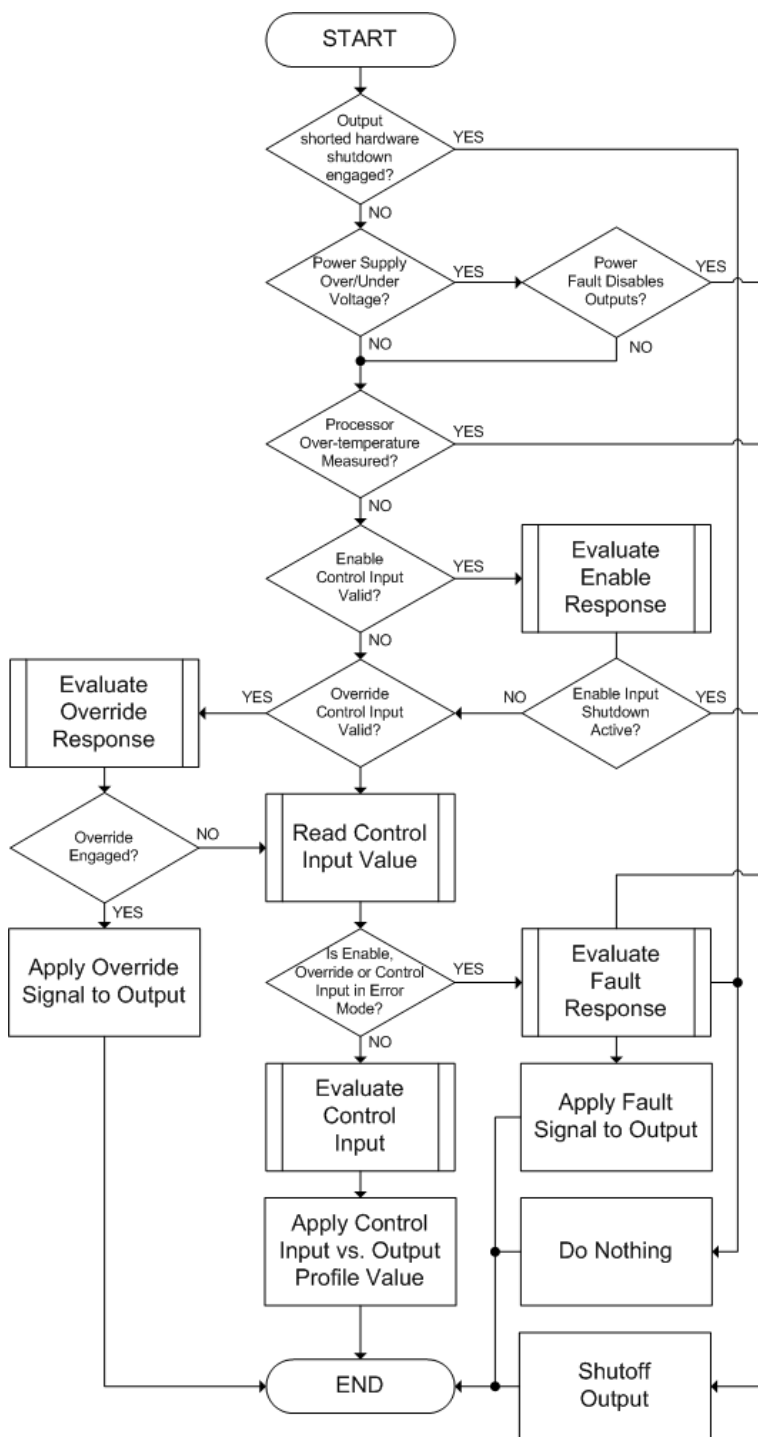 START
Output
shorted hardware
shutdown
engaged?
YES
NO
Power Supply
Over/Under
Voltage?
YES
Power
Fault Disables
Outputs?
YES
NO
NO
Processor
Over-temperature
Measured?
YES
NO
Enable
Control Input
Valid?
YES
Evaluate
Enable
Response
NO
Evaluate
Override
Response
YES
Override
Control Input
Valid?
NO
Enable Input
Shutdown
Active?
YES
Override
Engaged?
NO
Read Control
Input Value
YES
Apply Override
Signal to Output
Is Enable,
Override or Control
Input in Error
Mode?
YES
Evaluate
Fault
Response
NO
Evaluate
Control
Input
Apply Fault
Signal to Output
Apply Control
Input vs. Output
Profile Value
Do Nothing
END
Shutoff
Output